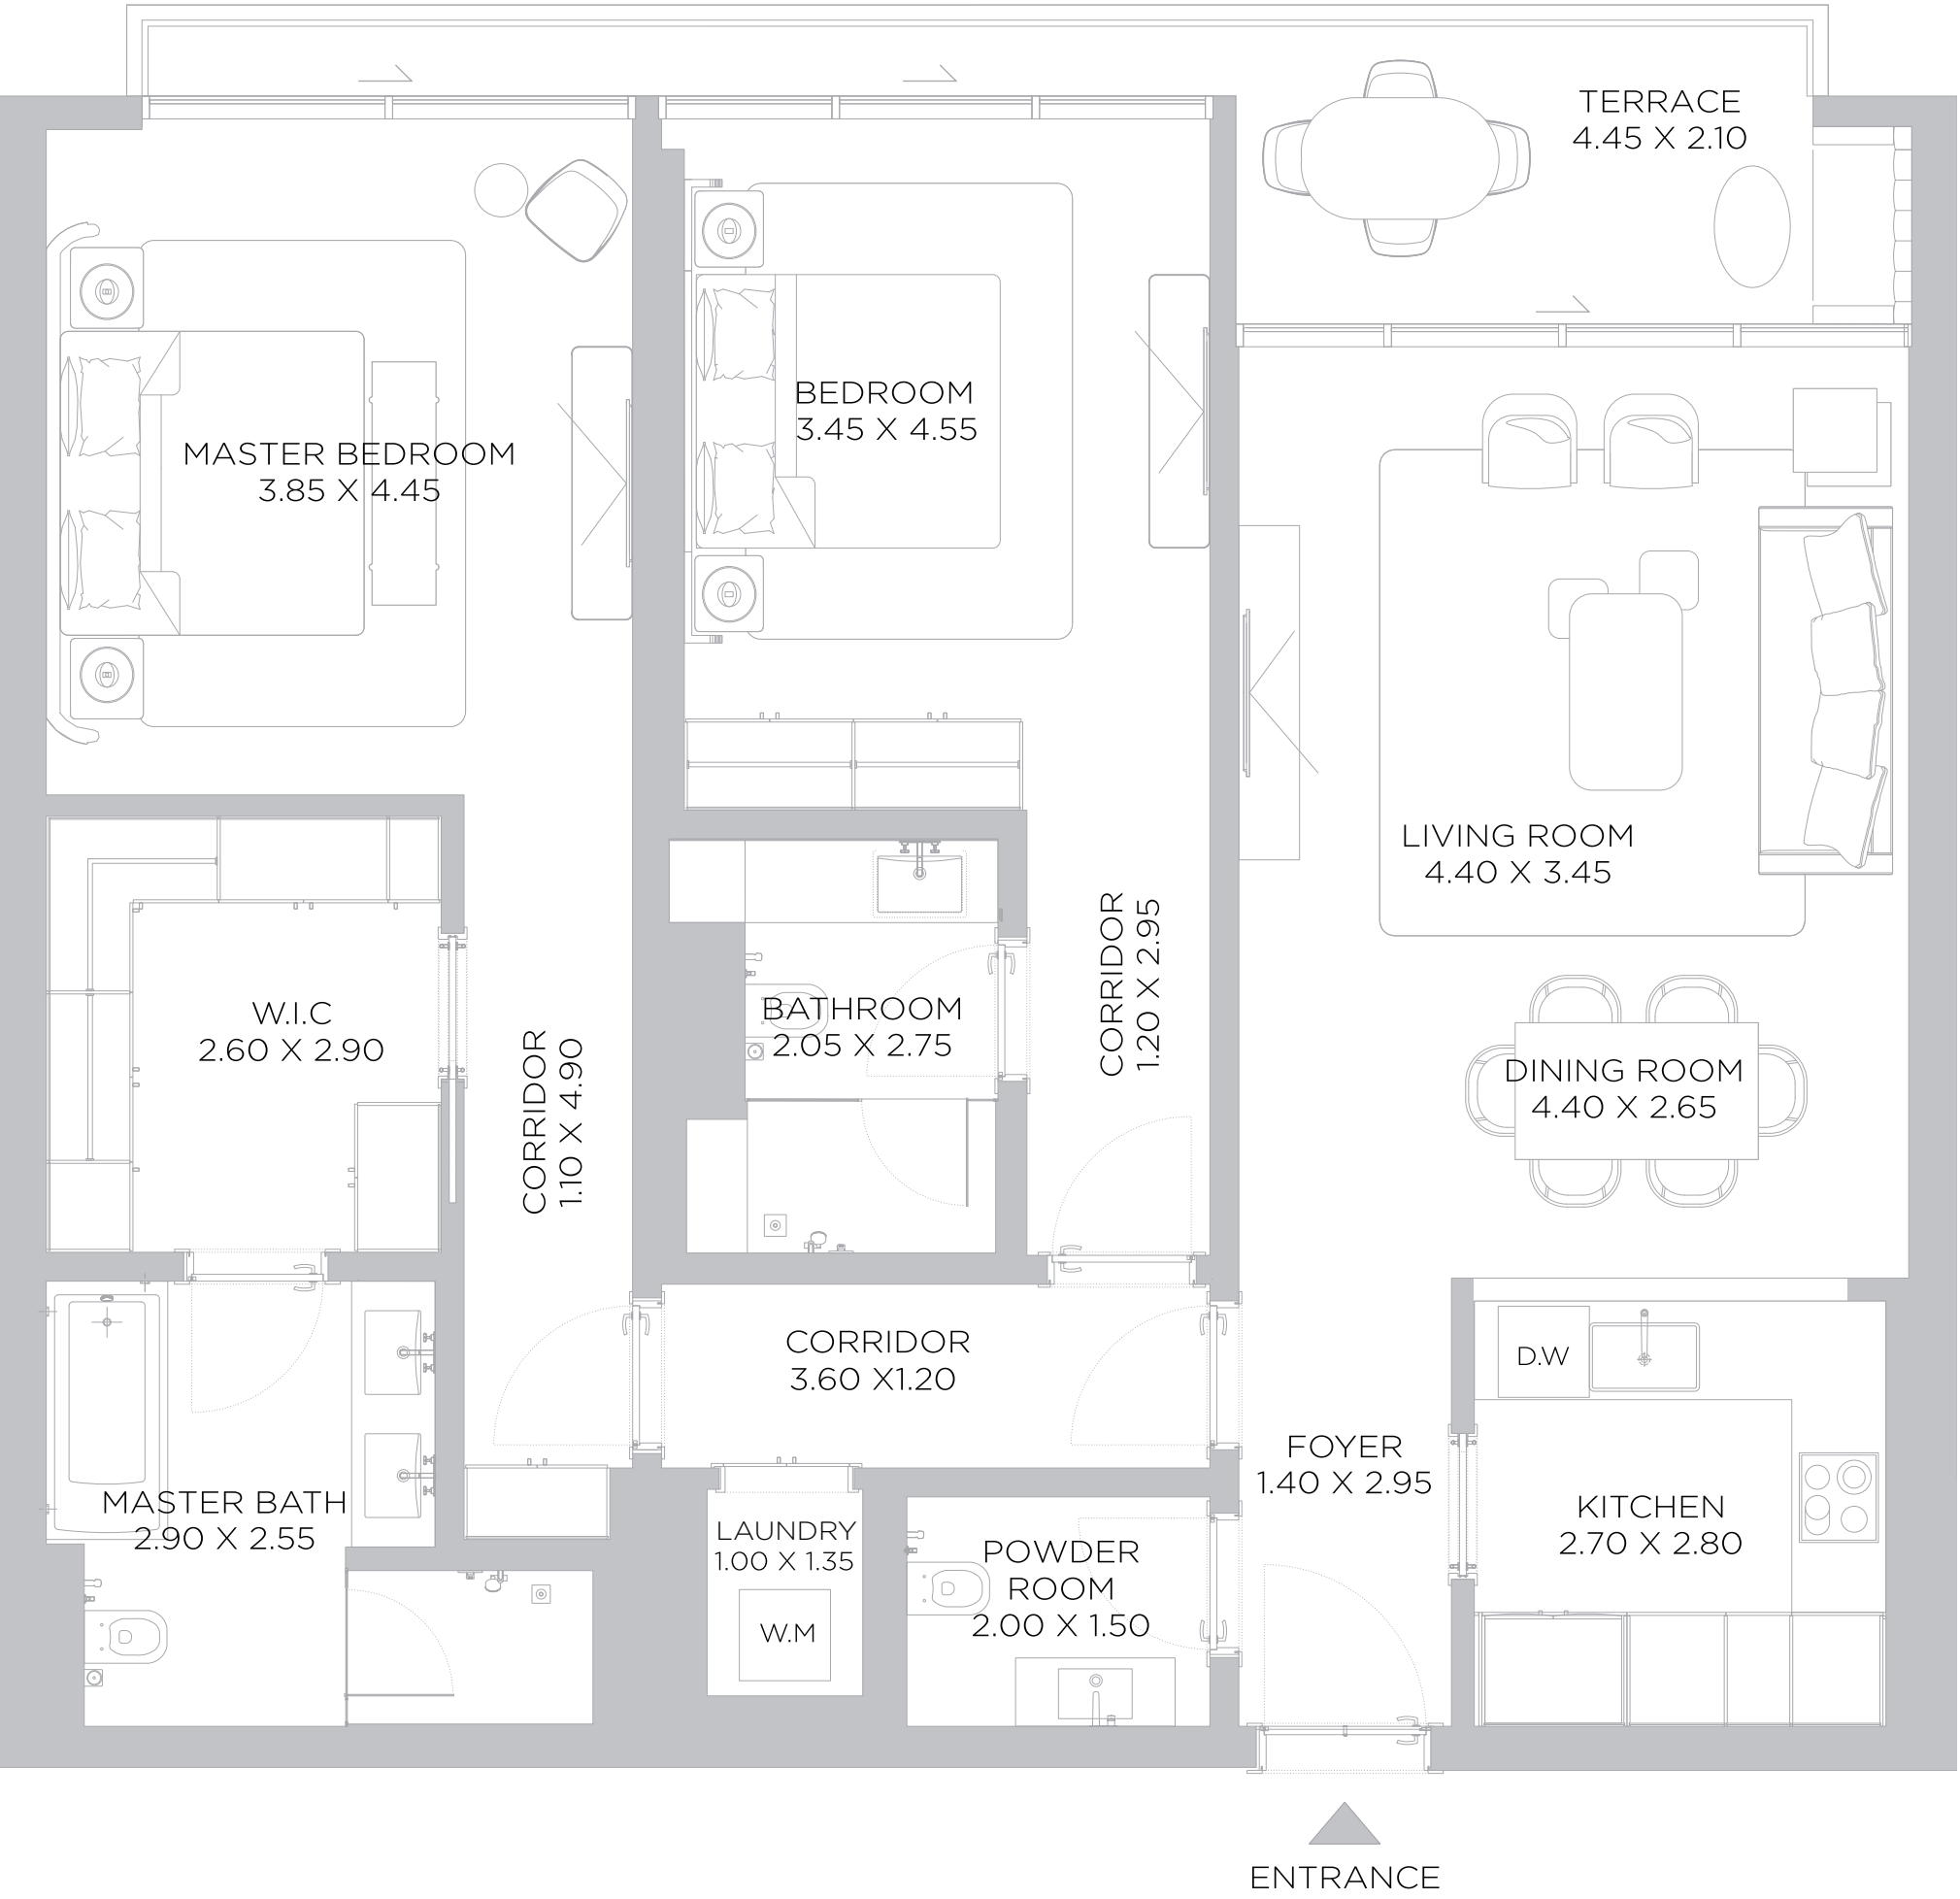 TERRACE
4.45 X 2.10
BEDROOM
3.45 X 4.55
MASTER BEDROOM
3.85 X 4.45
LIVING ROOM
4.40 X 3.45
CORRIDOR
1.20 X 2.95
W.I.C
2.60 X 2.90
BATHROOM
2.05 X 2.75
CORRIDOR
1.10 X 4.90
DINING ROOM
4.40 X 2.65
CORRIDOR
3.60 X1.20
D.W
FOYER
1.40 X 2.95
MASTER BATH
2.90 X 2.55
KITCHEN
2.70 X 2.80
LAUNDRY
1.00 X 1.35
POWDER
ROOM
2.00 X 1.50
W.M
ENTRANCE